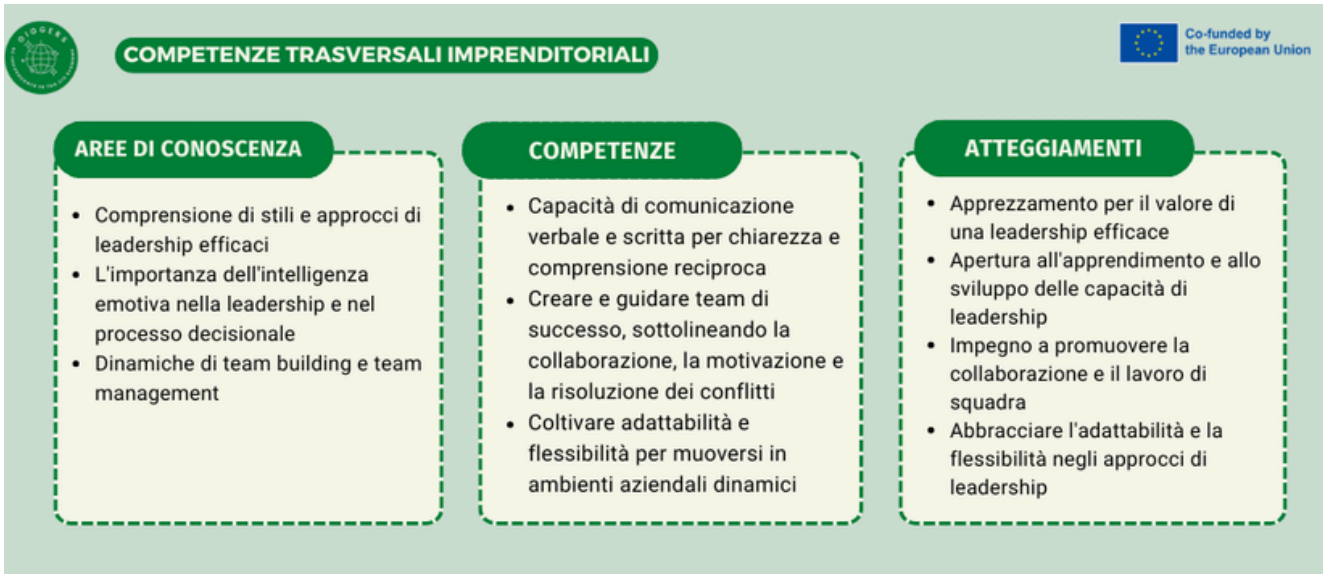 DIOGERS
COMPETENZE TRASVERSALI IMPRENDITORIALI
Co-funded by
the European Union
AREE DI CONOSCENZA
• Comprensione di stili e approcci di
leadership efficaci
• L'importanza dell'intelligenza
emotiva nella leadership e nel
processo decisionale
• Dinamiche di team building e team
management
COMPETENZE
• Capacità di comunicazione
verbale e scritta per chiarezza e
comprensione reciproca
• Creare e guidare team di
successo, sottolineando la
collaborazione, la motivazione e
la risoluzione dei conflitti
• Coltivare adattabilità e
flessibilità per muoversi in
ambienti aziendali dinamici
ATTEGGIAMENTI
• Apprezzamento per il valore di
una leadership efficace
• Apertura all'apprendimento e allo
sviluppo delle capacità di
leadership
• Impegno a promuovere la
collaborazione e il lavoro di
squadra
• Abbracciare l'adattabilità e la
flessibilità negli approcci di
leadership